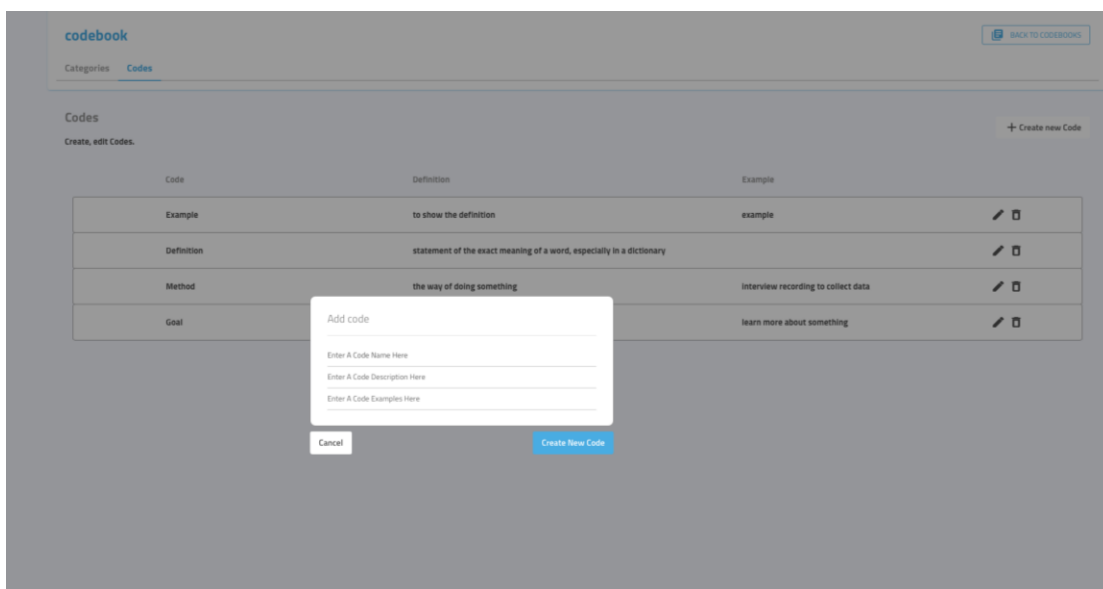 codebook
BACK TO CODEBOOKS
Categories Codes
Codes
Create, edit Codes.
+ Create new Code
Code Definition Example
Example to show the definition example
Definition statement of the exact meaning of a word, especially in a dictionary
Method the way of doing something interview recording to collect data
Goal learn more about something
Add code
Enter A Code Name Here
Enter A Code Description Here
Enter A Code Examples Here
Cancel Create New Code